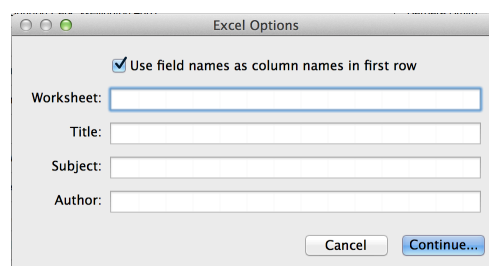 Excel Options
Use field names as column names in first row
Worksheet:
Title:
Subject:
Author:
Cancel Continue...